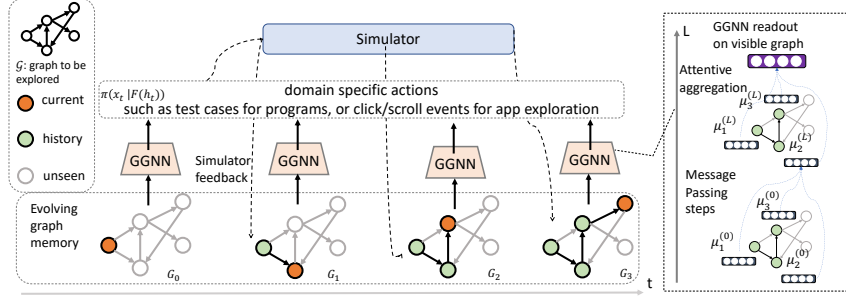 𝒢: graph to be
explored
current
history
unseen
Simulator
π(x_t |F(h_t))
domain specific actions
such as test cases for programs, or click/scroll events for app exploration
GGNN
GGNN
GGNN
GGNN
Simulator
feedback
Evolving
graph
memory
G_0
G_1
G_2
G_3
t
L
GGNN readout
on visible graph
Attentive
aggregation
μ_3^(L)
μ_1^(L)
μ_2^(L)
Message
Passing
steps
μ_3^(0)
μ_1^(0)
μ_2^(0)